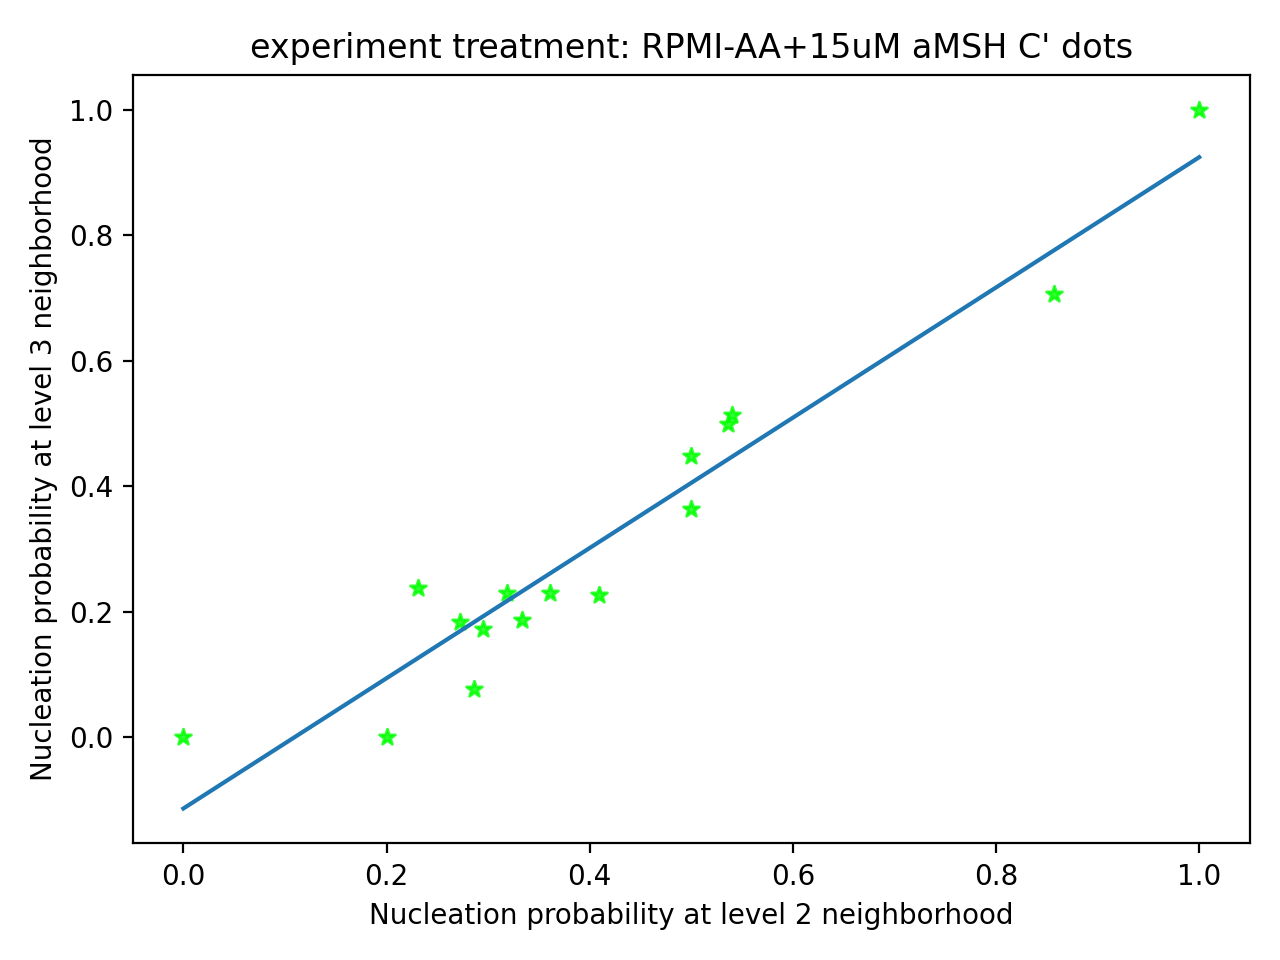 experiment treatment: RPMI-AA+15uM aMSH C' dots
Nucleation probability at level 3 neighborhood
1.0
0.8
0.6
0.4
0.2
0.0
0.0 0.2 0.4 0.6 0.8 1.0
Nucleation probability at level 2 neighborhood